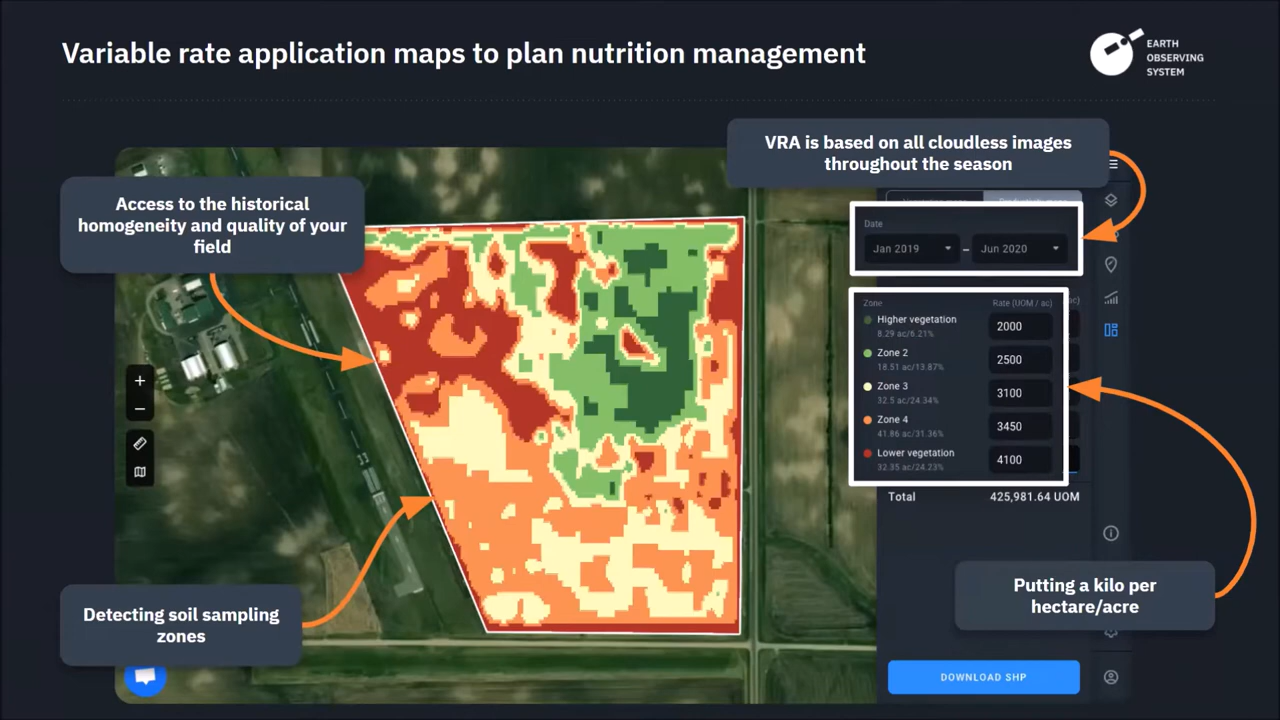 Variable rate application maps to plan nutrition management
EARTH
OBSERVING
SYSTEM
VRA is based on all cloudless images
throughout the season
Access to the historical
homogeneity and quality of your
field
Date
Jan 2019 – Jun 2020
Zone Rate (UOM / ac)
Higher vegetation 2000
8.29 ac/6.21%
Zone 2 2500
18.51 ac/13.87%
Zone 3 3100
32.5 ac/24.34%
Zone 4 3450
41.86 ac/31.36%
Lower vegetation 4100
32.35 ac/24.23%
Total 425,981.64 UOM
Putting a kilo per
hectare/acre
Detecting soil sampling
zones
DOWNLOAD SHP